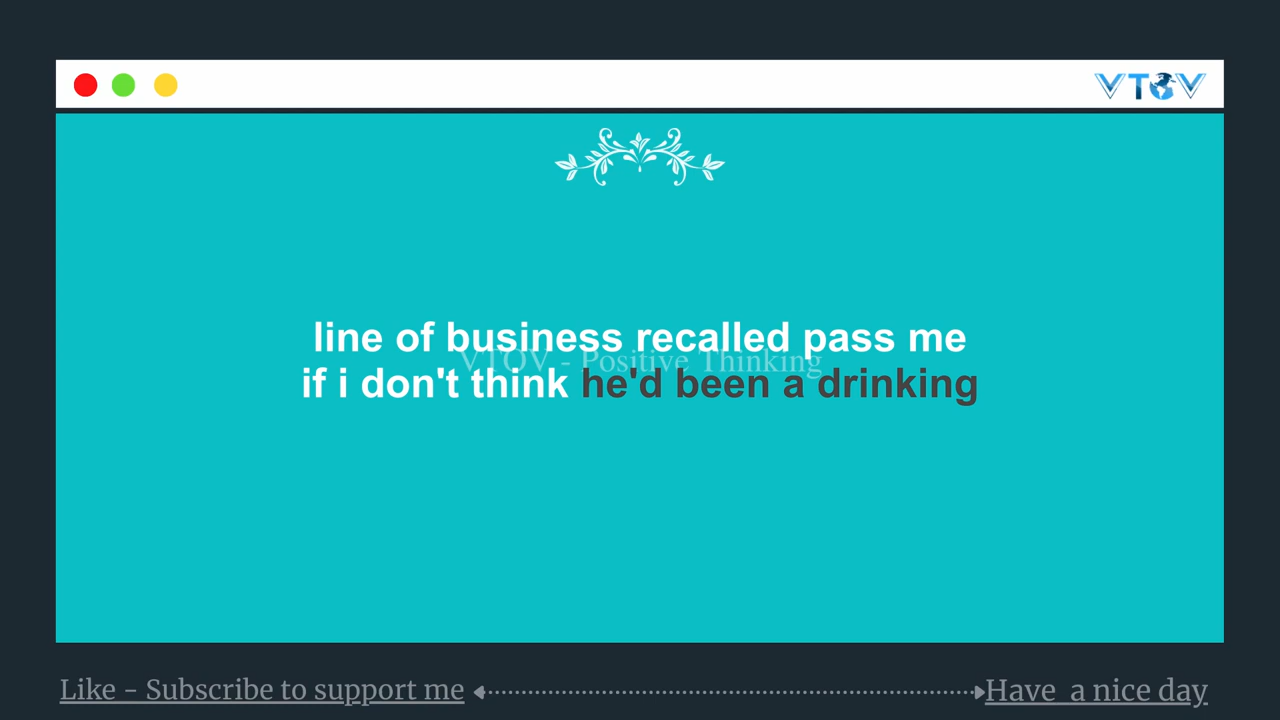 VTOV
line of business recalled pass me
VTOV - Positive Thinking
if i don't think he'd been a drinking
Like - Subscribe to support me
Have a nice day